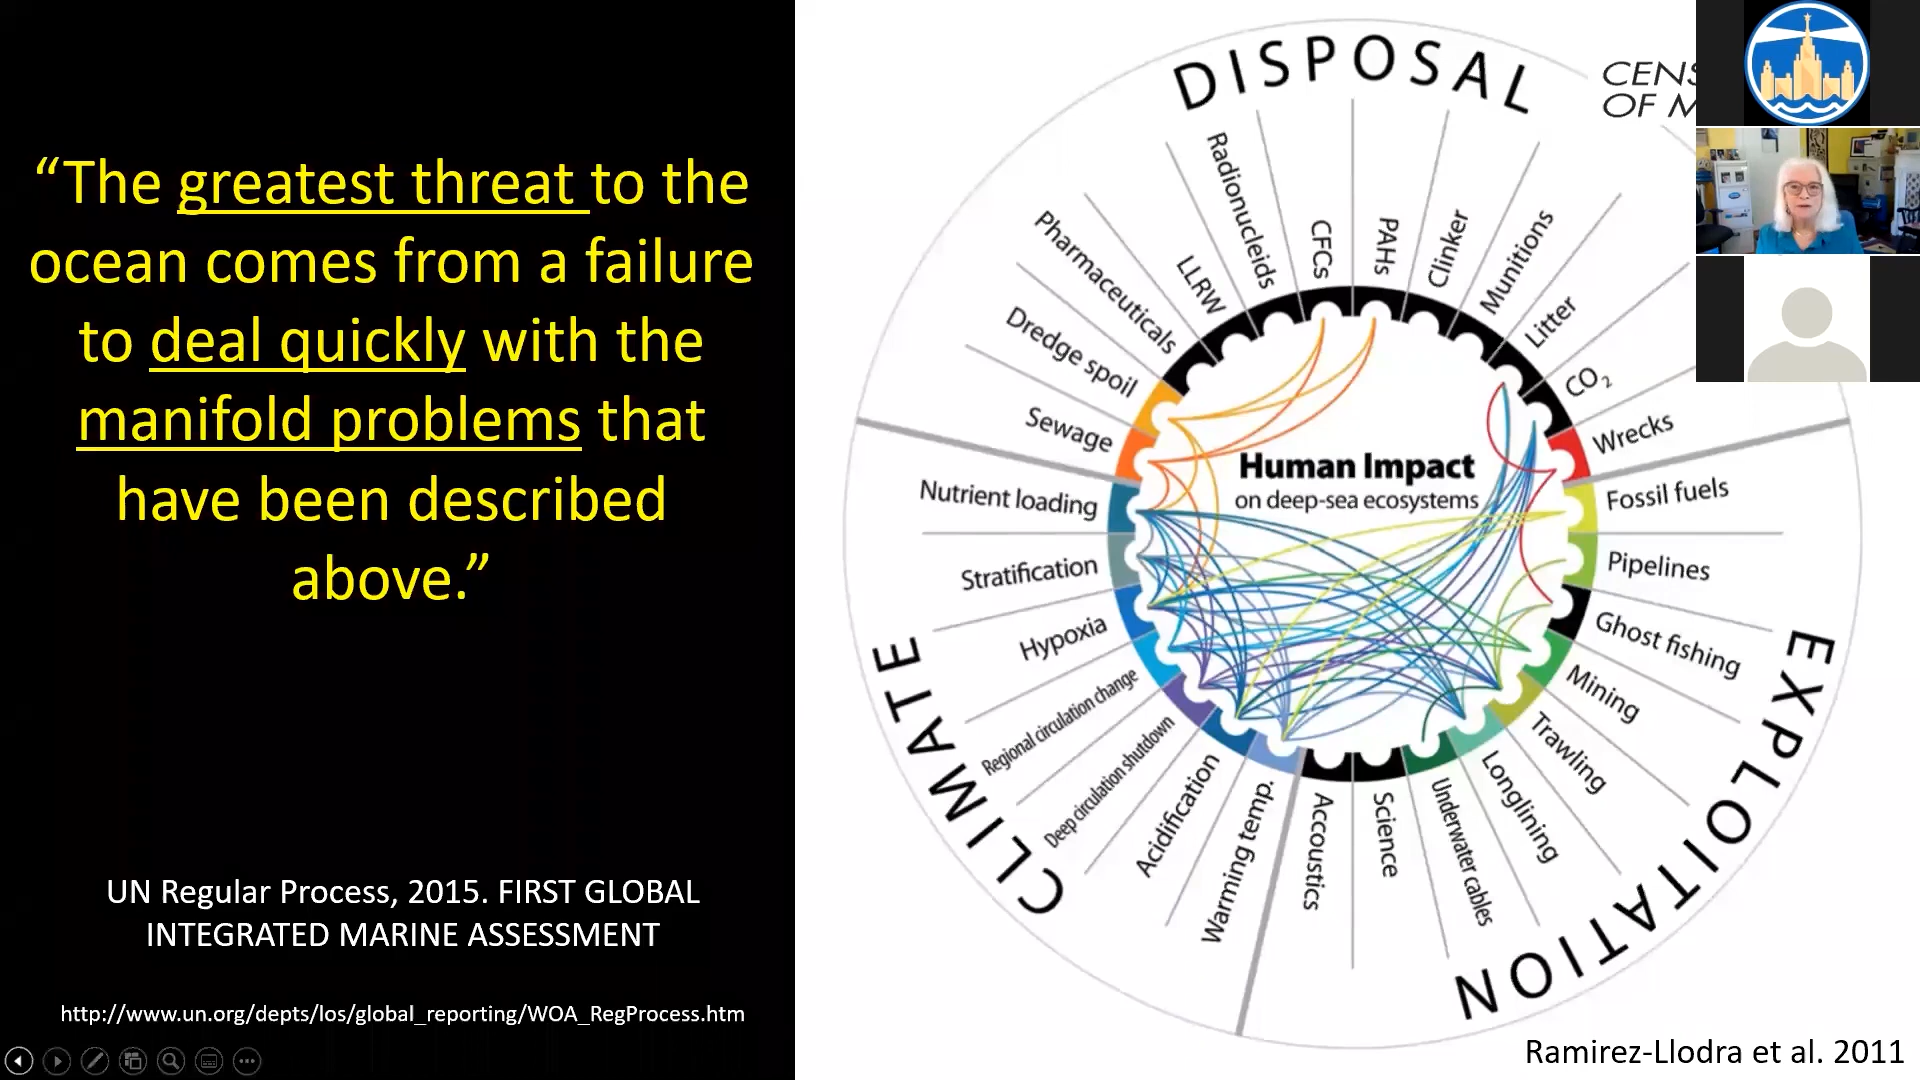 “The greatest threat to the
ocean comes from a failure
to deal quickly with the
manifold problems that
have been described
above.”
UN Regular Process, 2015. FIRST GLOBAL
INTEGRATED MARINE ASSESSMENT
http://www.un.org/depts/los/global_reporting/WOA_RegProcess.htm
DISPOSAL
CENS
OF M
Sewage
Dredge spoil
Pharmaceuticals
LLRW
Radionucleids
CFCs
PAHs
Clinker
Munitions
Litter
CO₂
Wrecks
Human Impact
on deep-sea ecosystems
EXPLOITATION
Fossil fuels
Pipelines
Ghost fishing
Mining
Trawling
Longlining
Underwater cables
Science
Accoustics
CLIMATE
Nutrient loading
Stratification
Hypoxia
Regional circulation change
Deep circulation shutdown
Acidification
Warming temp.
Ramirez-Llodra et al. 2011